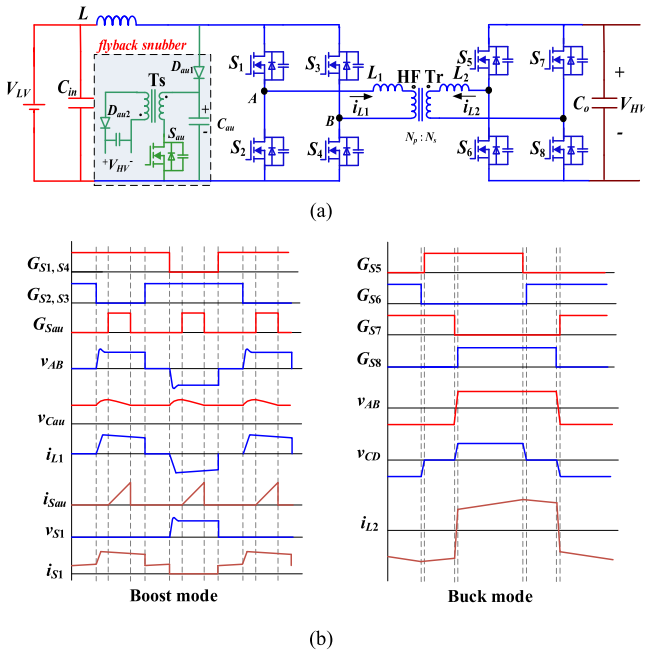 L
flyback snubber
V_LV
C_in
D_au1
Ts
D_au2
C_au
+
-
S_au
+V_HV-
S_1
S_3
A
B
S_2
S_4
L_1
HF Tr
L_2
i_L1
i_L2
N_p : N_s
S_5
S_7
S_6
S_8
C_o
+
V_HV
-
(a)
G_S1, S4
G_S2, S3
G_Sau
v_AB
v_Cau
i_L1
i_Sau
v_S1
i_S1
Boost mode
G_S5
G_S6
G_S7
G_S8
v_AB
v_CD
i_L2
Buck mode
(b)